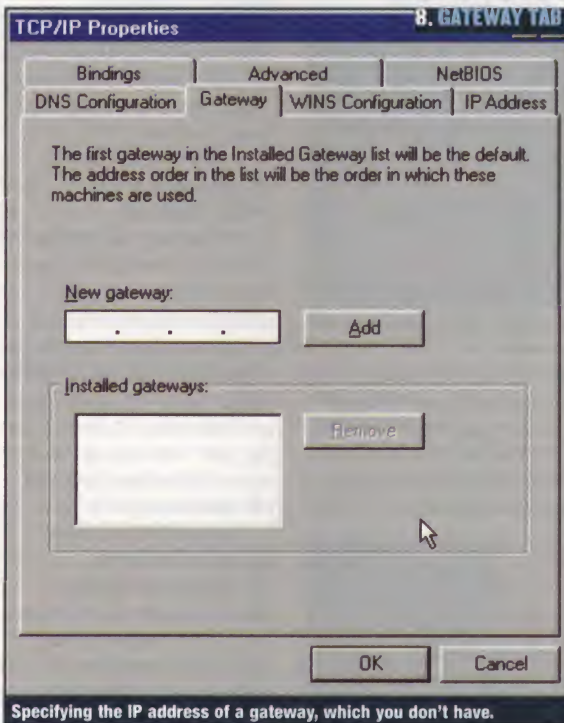 8. GATEWAY TAB
TCP/IP Properties
Bindings
Advanced
NetBIOS
DNS Configuration
Gateway
WINS Configuration
IP Address
The first gateway in the Installed Gateway list will be the default.
The address order in the list will be the order in which these
machines are used.
New gateway:
. . .
Add
Installed gateways:
Remove
OK
Cancel
Specifying the IP address of a gateway, which you don't have.